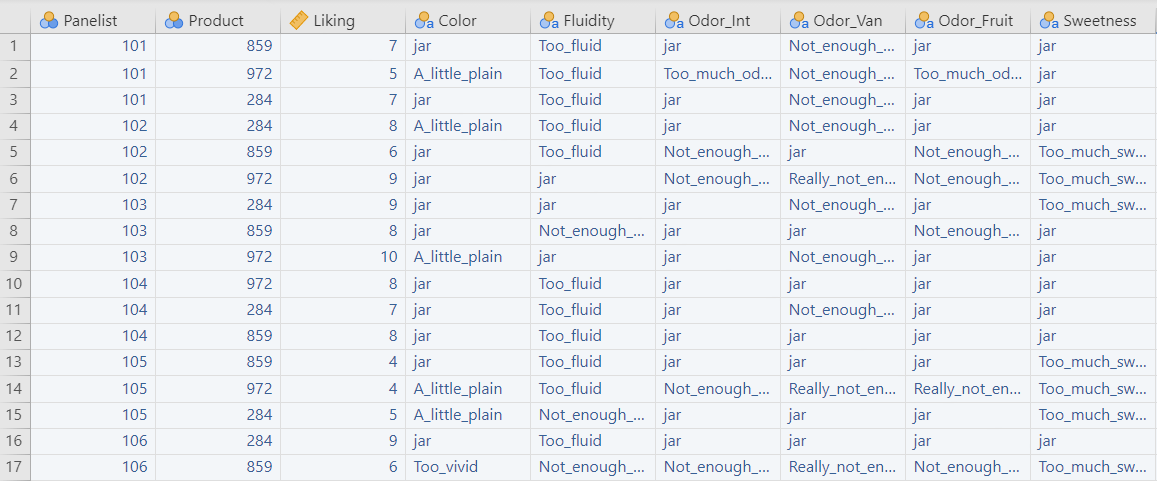 Panelist Product Liking Color Fluidity Odor_Int Odor_Van Odor_Fruit Sweetness
1 101 859 7 jar Too_fluid jar Not_enough_... jar jar
2 101 972 5 A_little_plain Too_fluid Too_much_od... Not_enough_... Too_much_od... jar
3 101 284 7 jar Too_fluid jar Not_enough_... jar jar
4 102 284 8 A_little_plain Too_fluid jar Not_enough_... jar jar
5 102 859 6 jar Too_fluid Not_enough_... jar Not_enough_... Too_much_sw...
6 102 972 9 jar jar Not_enough_... Really_not_en... Not_enough_... Too_much_sw...
7 103 284 9 jar jar jar Not_enough_... jar Too_much_sw...
8 103 859 8 jar Not_enough_... jar jar Not_enough_... jar
9 103 972 10 A_little_plain jar jar Not_enough_... jar jar
10 104 972 8 jar Too_fluid jar jar jar jar
11 104 284 7 jar Too_fluid jar Not_enough_... jar jar
12 104 859 8 jar Too_fluid jar jar jar jar
13 105 859 4 jar Too_fluid jar jar jar Too_much_sw...
14 105 972 4 A_little_plain Too_fluid Not_enough_... Really_not_en... Really_not_en... Too_much_sw...
15 105 284 5 A_little_plain Not_enough_... jar jar jar Too_much_sw...
16 106 284 9 jar Too_fluid jar jar jar jar
17 106 859 6 Too_vivid Not_enough_... Not_enough_... Really_not_en... Not_enough_... Too_much_sw...